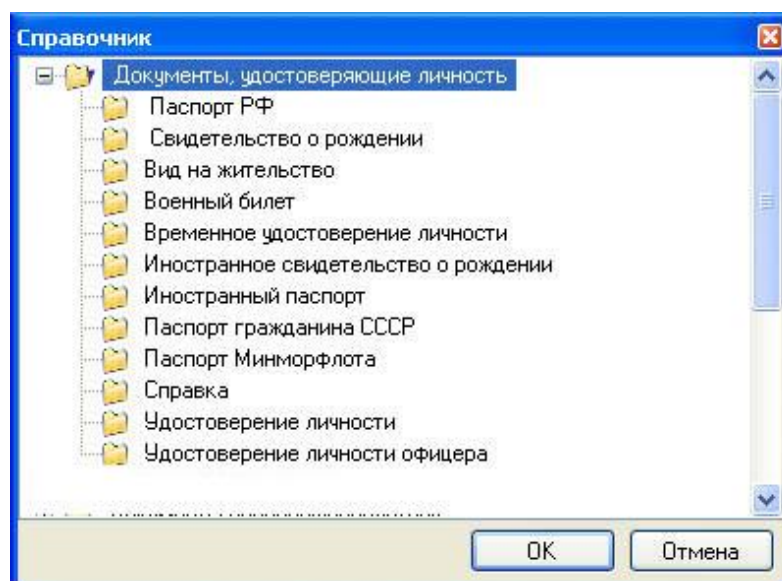 Справочник
Документы, удостоверяющие личность
Паспорт РФ
Свидетельство о рождении
Вид на жительство
Военный билет
Временное удостоверение личности
Иностранное свидетельство о рождении
Иностранный паспорт
Паспорт гражданина СССР
Паспорт Минморфлота
Справка
Удостоверение личности
Удостоверение личности офицера
OK Отмена